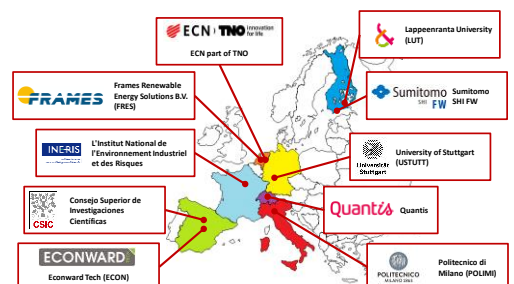 ECN TNO innovation
for life
ECN part of TNO
Lappeenranta University
(LUT)
FRAMES
Frames Renewable
Energy Solutions B.V.
(FRES)
Sumitomo
SHI FW
Sumitomo
SHI FW
INERIS
L'Institut National de
l'Environnement Industriel
et des Risques
Universität
Stuttgart
University of Stuttgart
(USTUTT)
CSIC
Consejo Superior de
Investigaciones
Científicas
Quantis
Quantis
ECONWARD
Econward Tech (ECON)
POLITECNICO
MILANO 1863
Politecnico di
Milano (POLIMI)